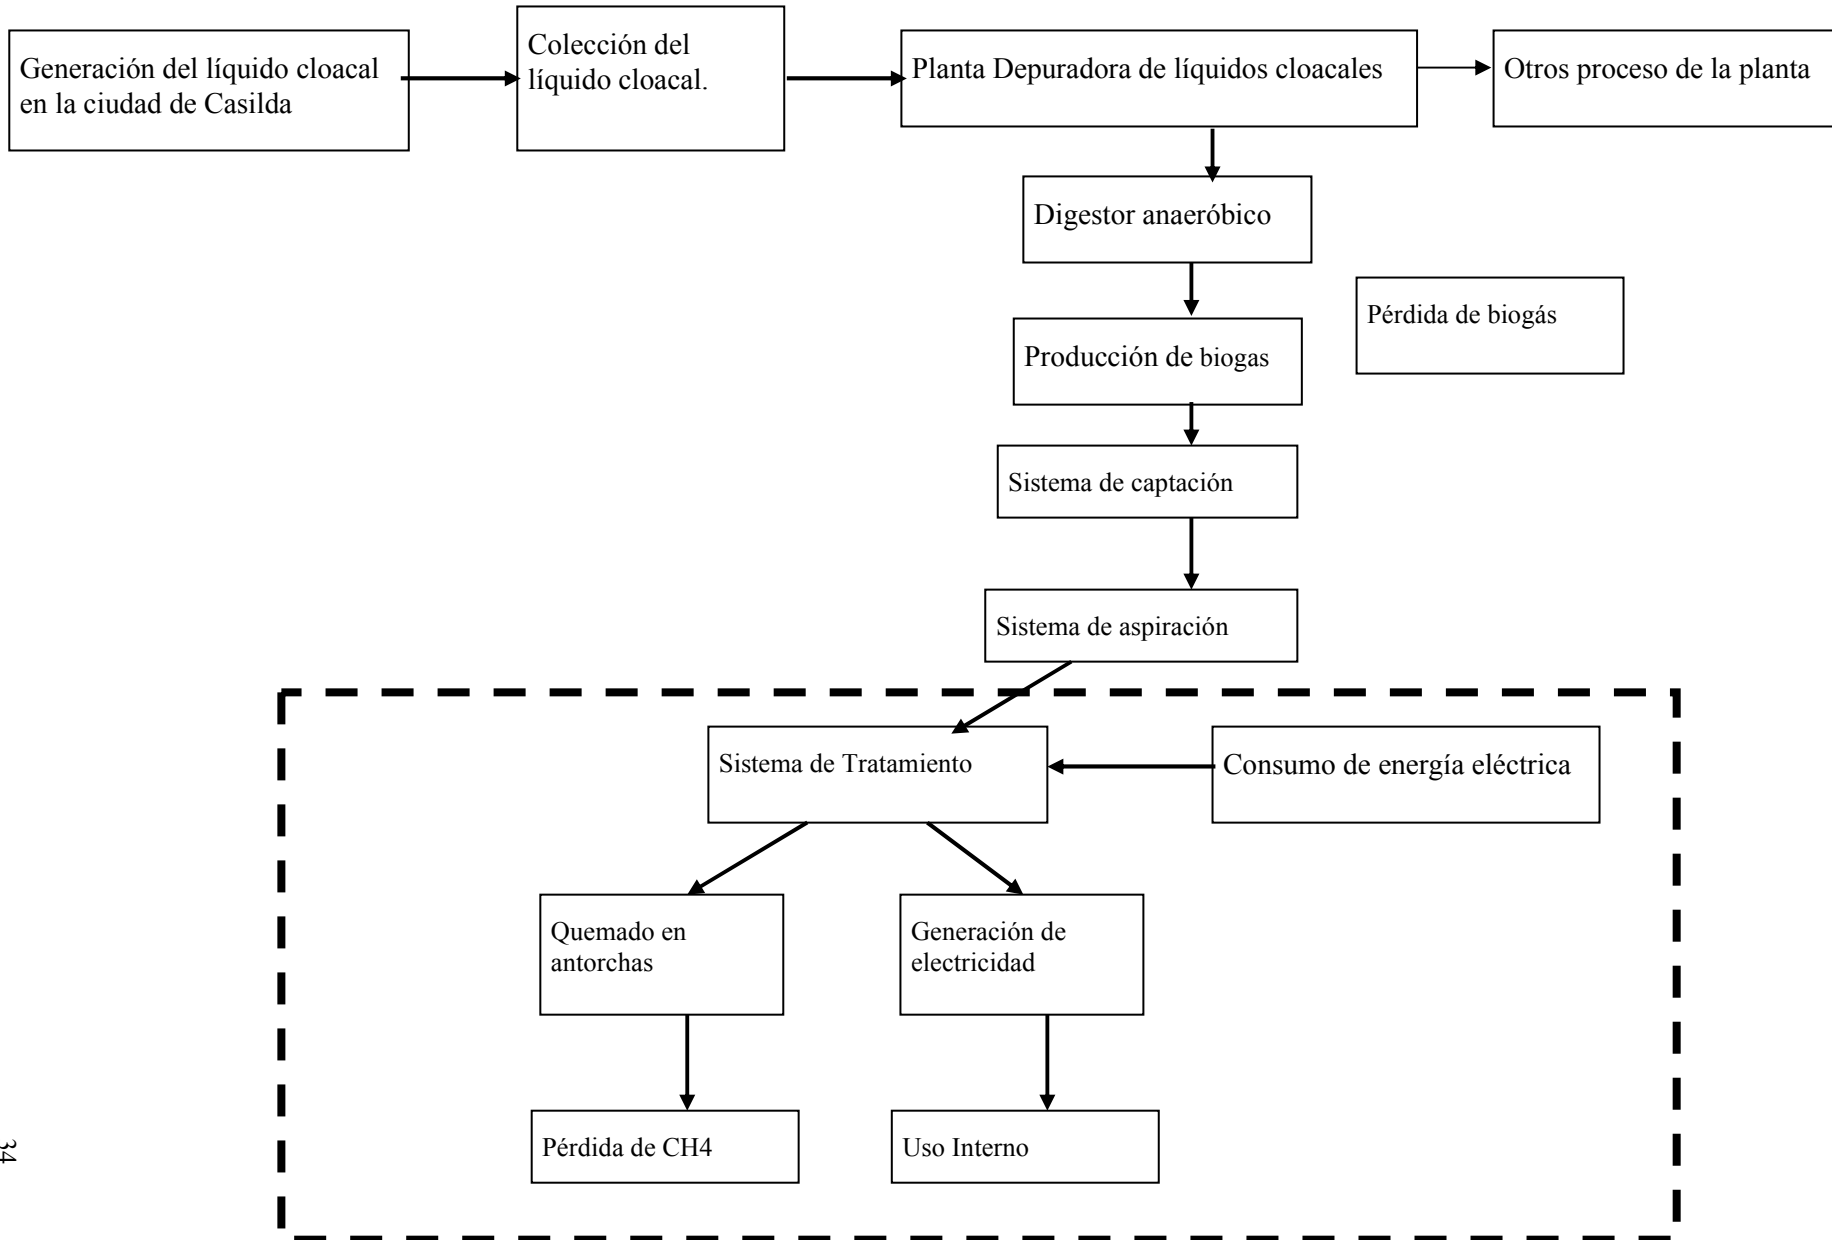 Generación del líquido cloacal
en la ciudad de Casilda
Colección del
líquido cloacal.
Planta Depuradora de líquidos cloacales
Otros proceso de la planta
Digestor anaeróbico
Pérdida de biogás
Producción de biogas
Sistema de captación
Sistema de aspiración
Sistema de Tratamiento
Consumo de energía eléctrica
Quemado en
antorchas
Generación de
electricidad
Pérdida de CH4
Uso Interno
34